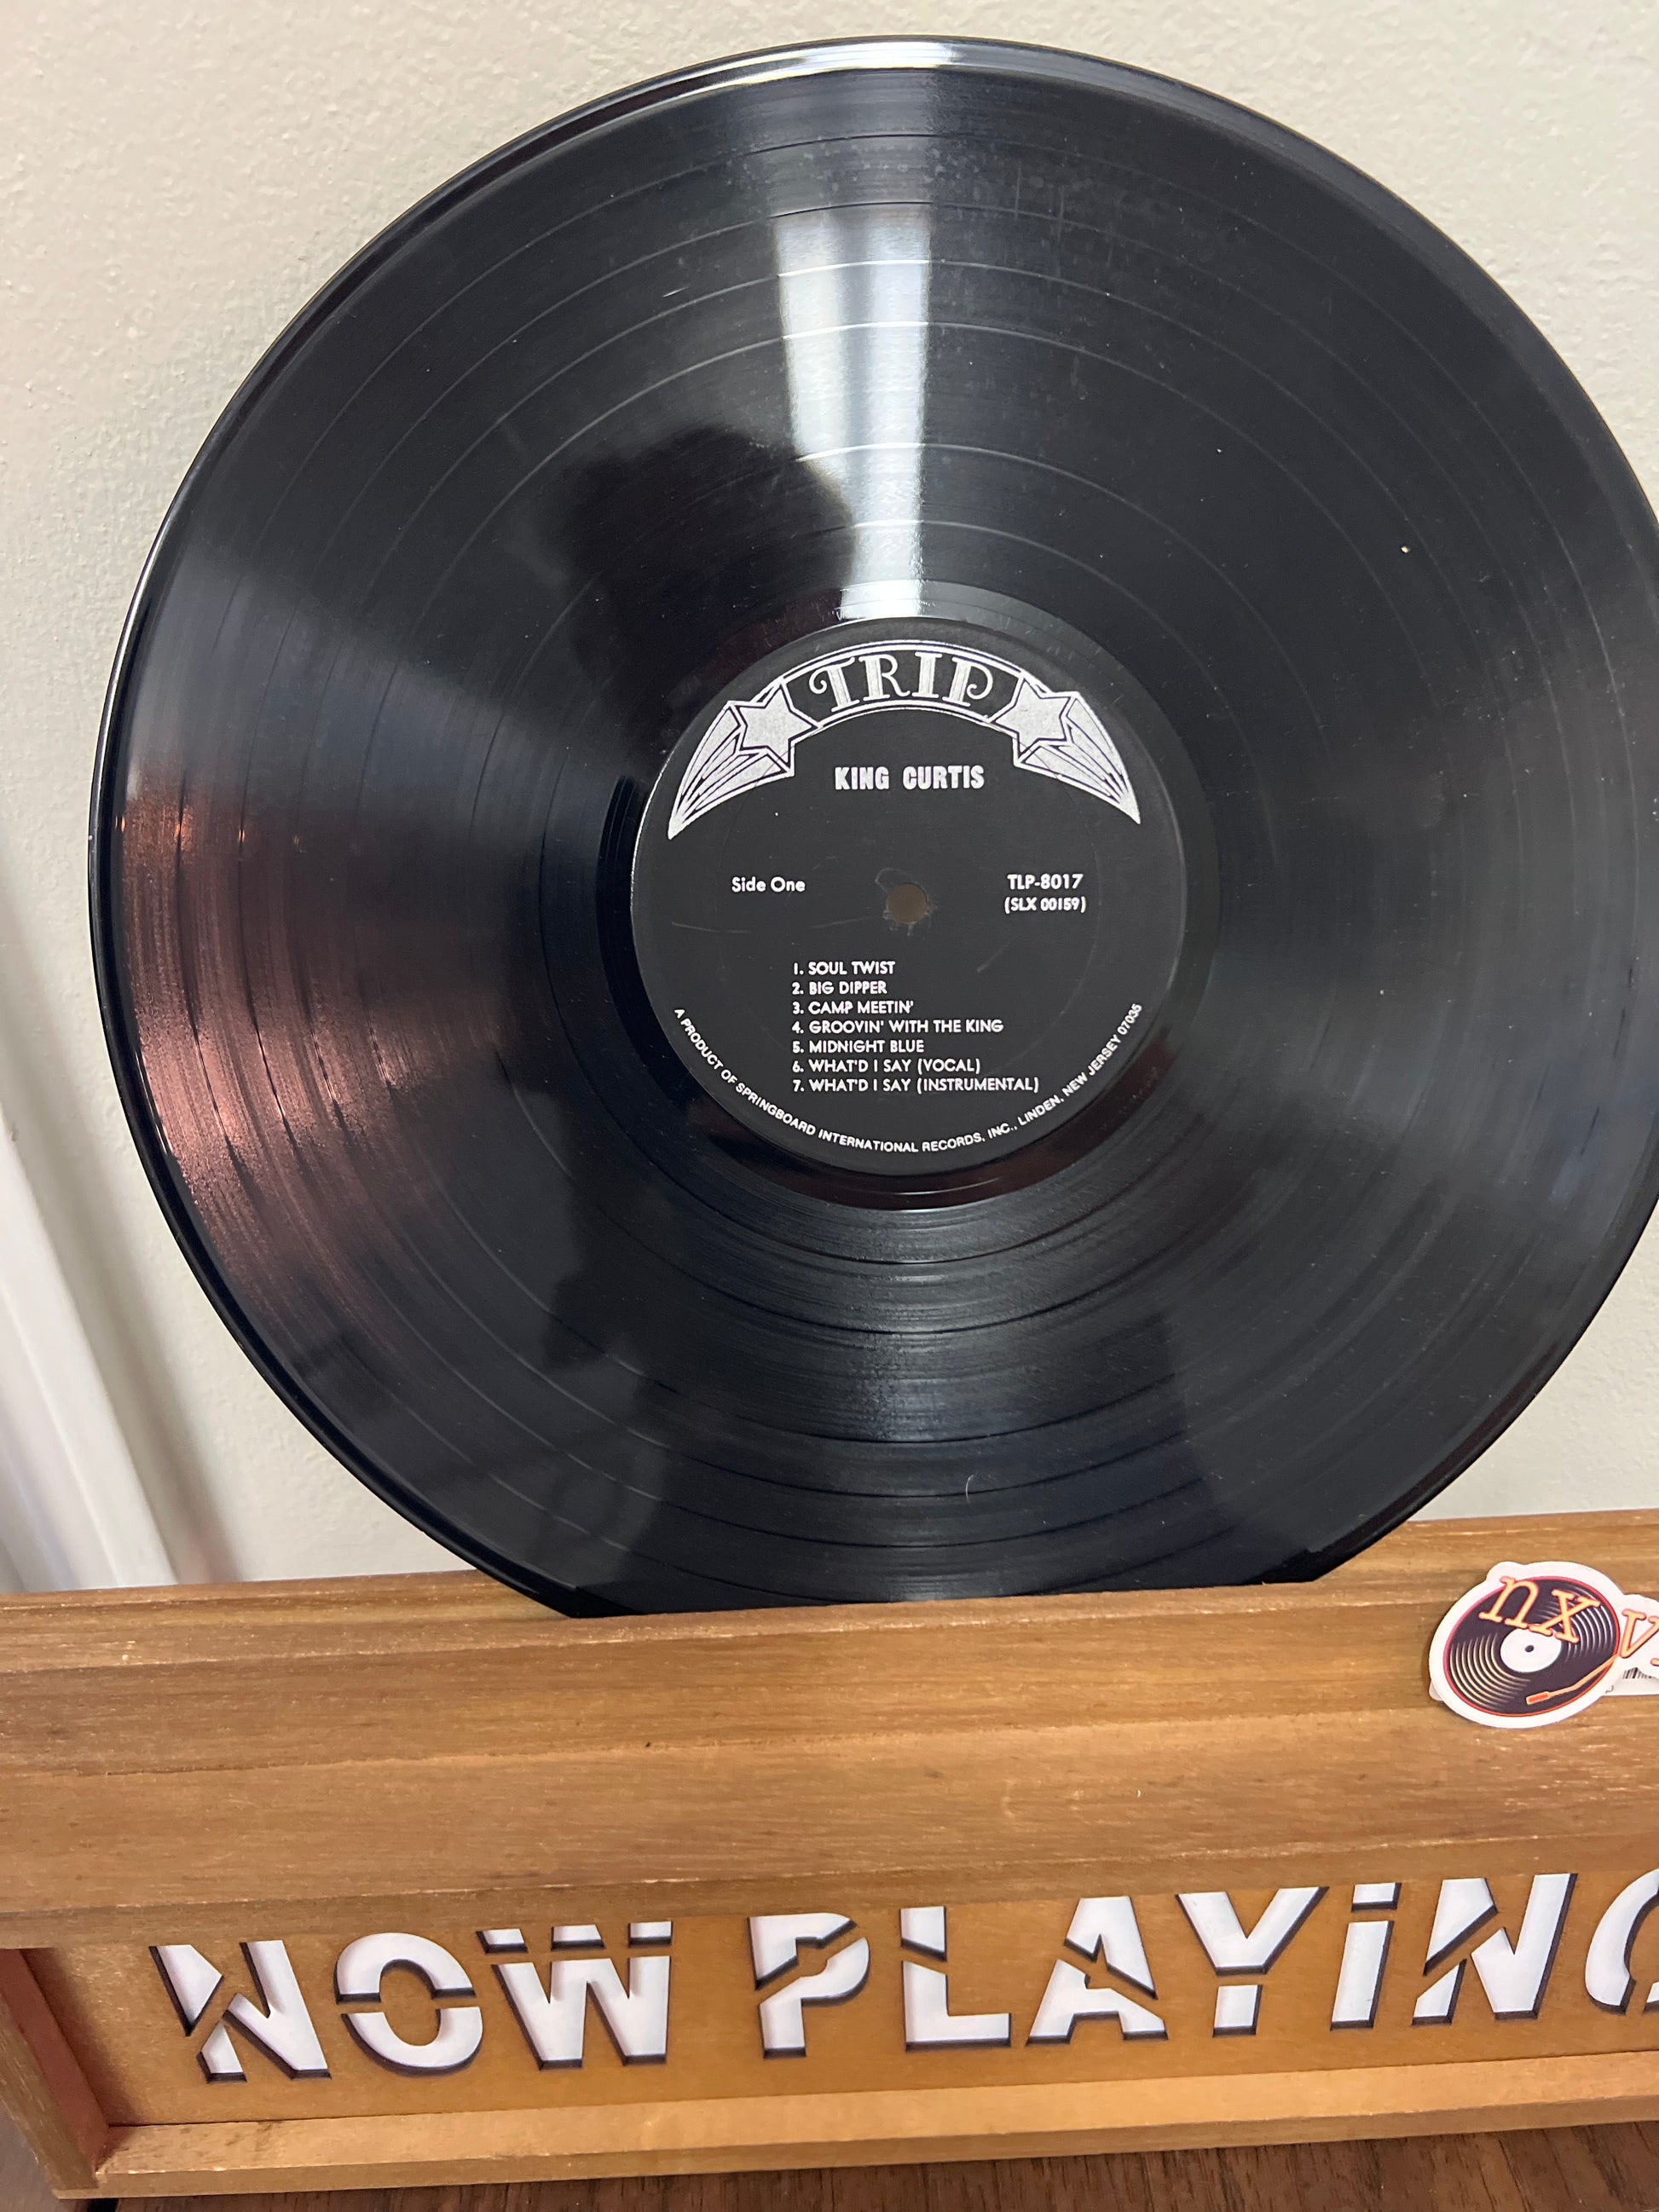 TRIP
KING CURTIS
Side One
TLP-8017
(SLX 00159)
1. SOUL TWIST
2. BIG DIPPER
3. CAMP MEETIN'
4. GROOVIN' WITH THE KING
5. MIDNIGHT BLUE
6. WHAT'D I SAY (VOCAL)
7. WHAT'D I SAY (INSTRUMENTAL)
A PRODUCT OF SPRINGBOARD INTERNATIONAL RECORDS, INC., LINDEN, NEW JERSEY 07036
nx
NOW PLAYING